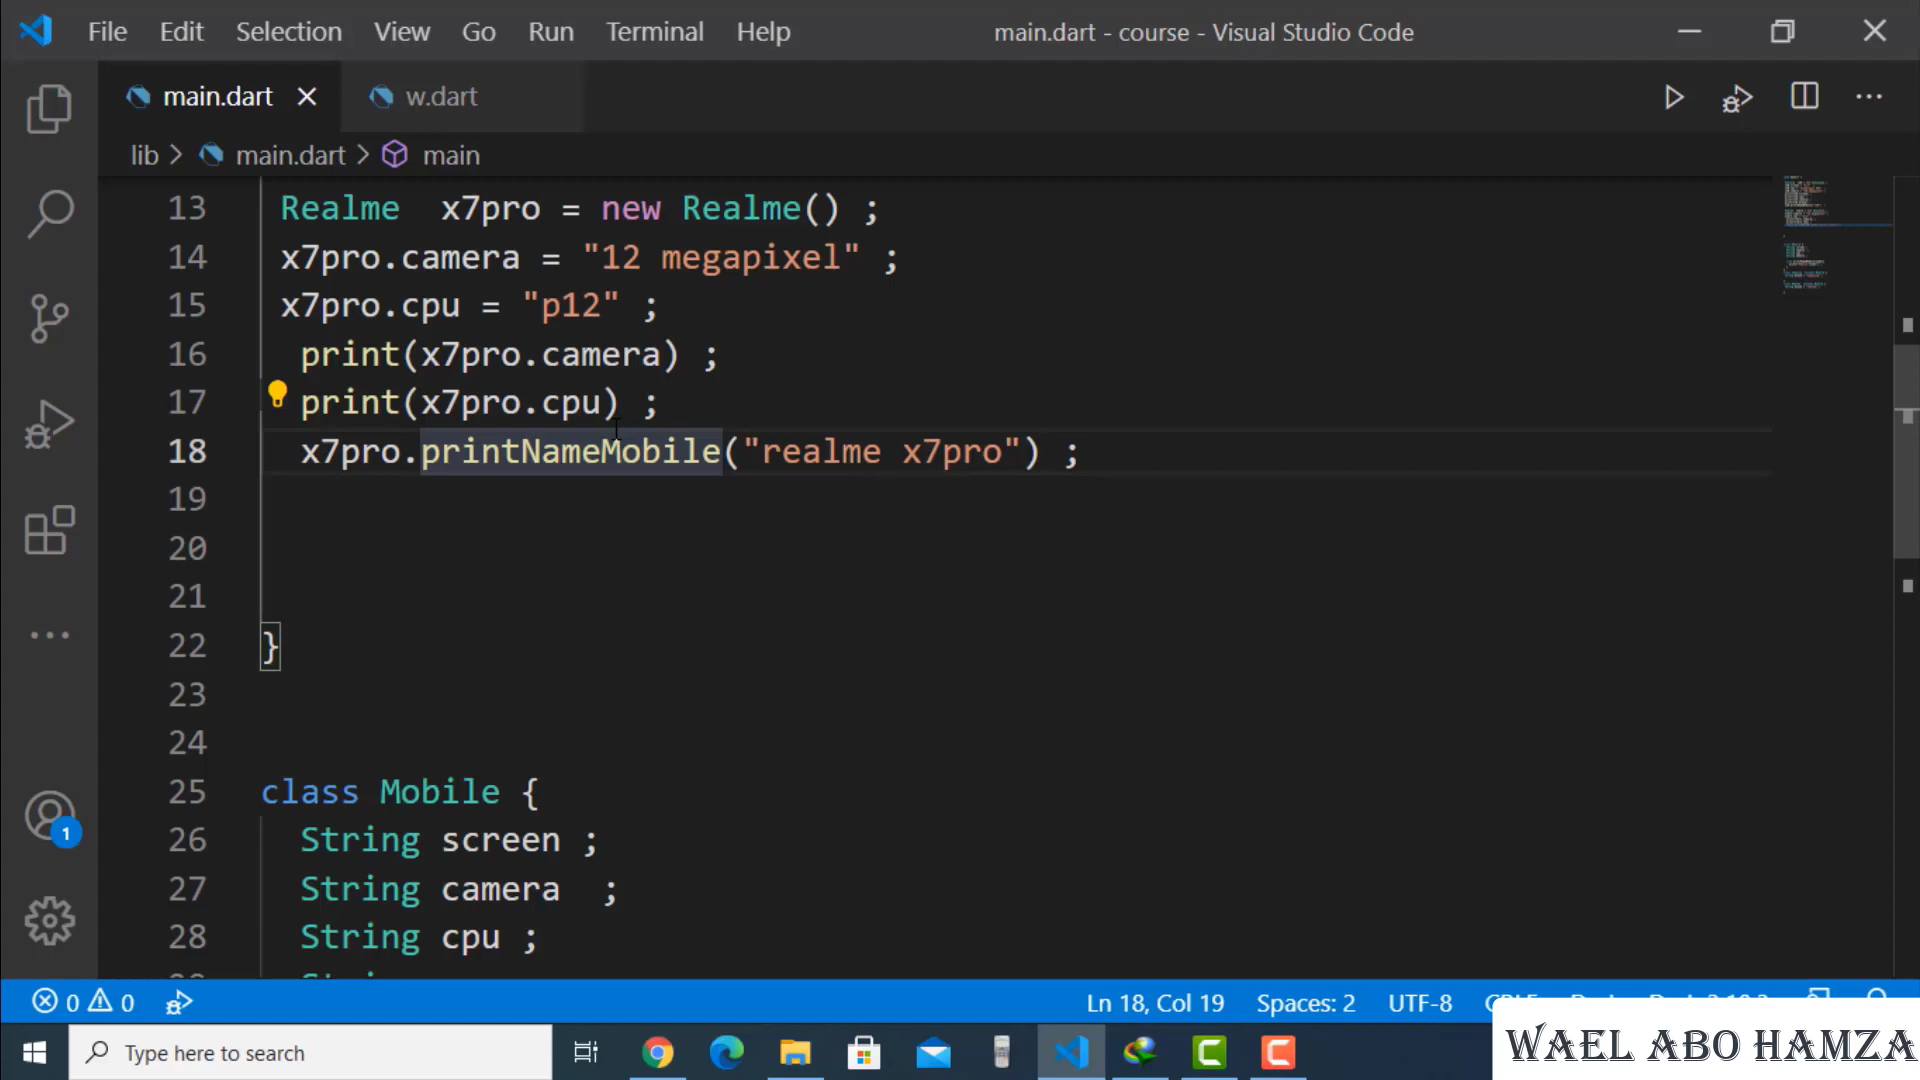 File Edit Selection View Go Run Terminal Help main.dart - course - Visual Studio Code
main.dart w.dart
lib main.dart main
13 Realme x7pro = new Realme() ;
14 x7pro.camera = "12 megapixel" ;
15 x7pro.cpu = "p12" ;
16 print(x7pro.camera) ;
17 print(x7pro.cpu) ;
18 x7pro.printNameMobile("realme x7pro") ;
19
20
21
22 }
23
24
25 class Mobile {
26 String screen ;
27 String camera ;
28 String cpu ;
1
0 0 Ln 18, Col 19 Spaces: 2 UTF-8
Type here to search
WAEL ABO HAMZA